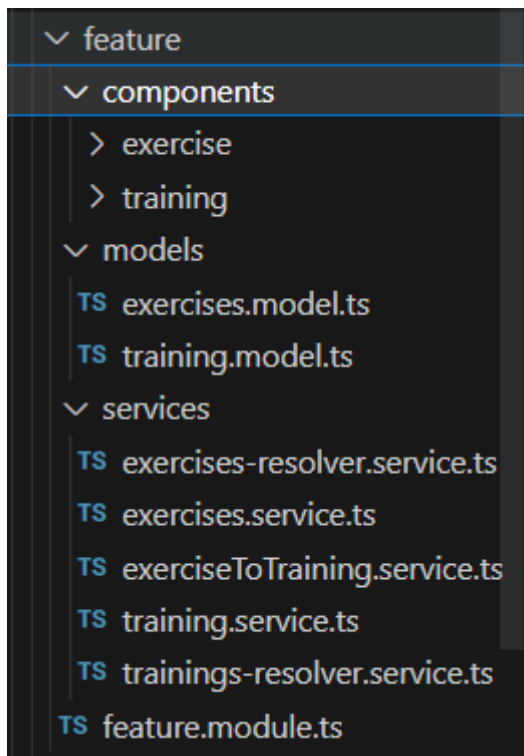 feature
components
exercise
training
models
TS exercises.model.ts
TS training.model.ts
services
TS exercises-resolver.service.ts
TS exercises.service.ts
TS exerciseToTraining.service.ts
TS training.service.ts
TS trainings-resolver.service.ts
TS feature.module.ts